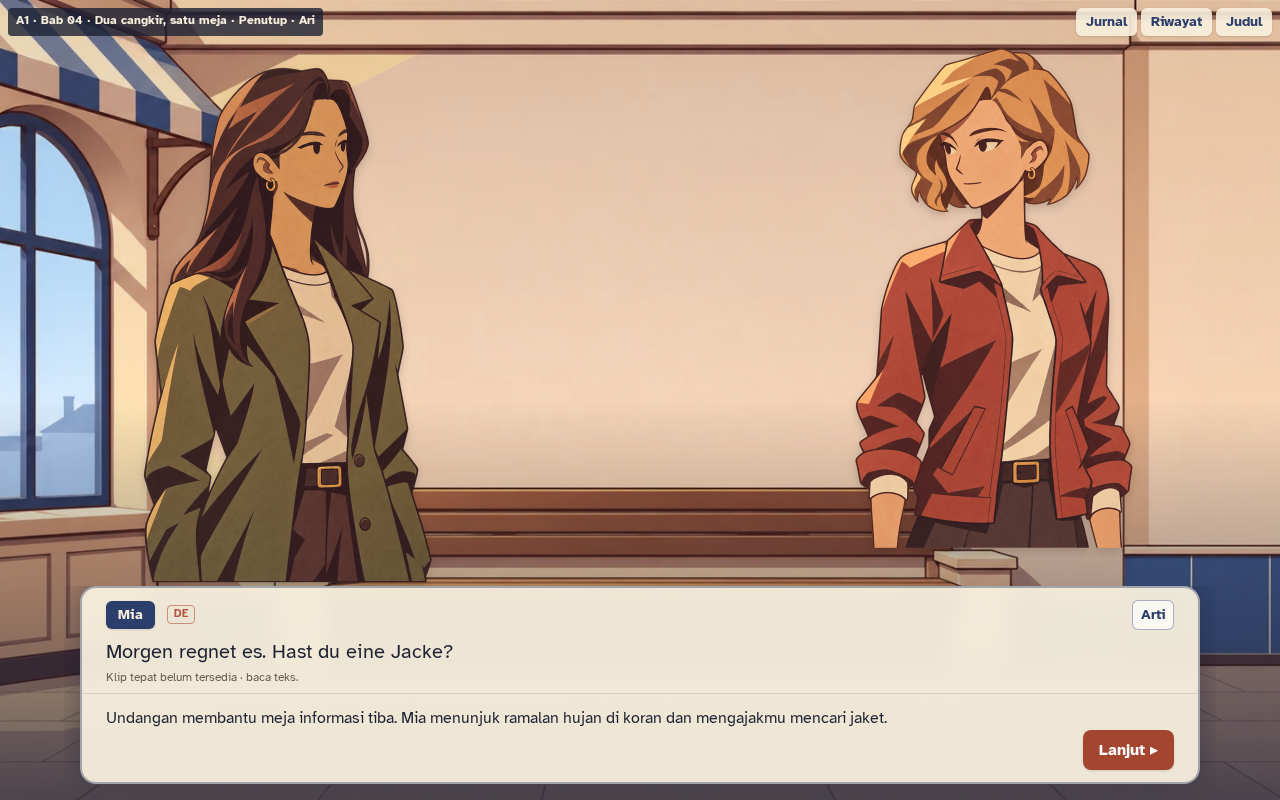 A1 · Bab 04 · Dua cangkir, satu meja · Penutup · Ari
Jurnal
Riwayat
Judul
Mia
DE
Arti
Morgen regnet es. Hast du eine Jacke?
Klip tepat belum tersedia · baca teks.
Undangan membantu meja informasi tiba. Mia menunjuk ramalan hujan di koran dan mengajakmu mencari jaket.
Lanjut ▸